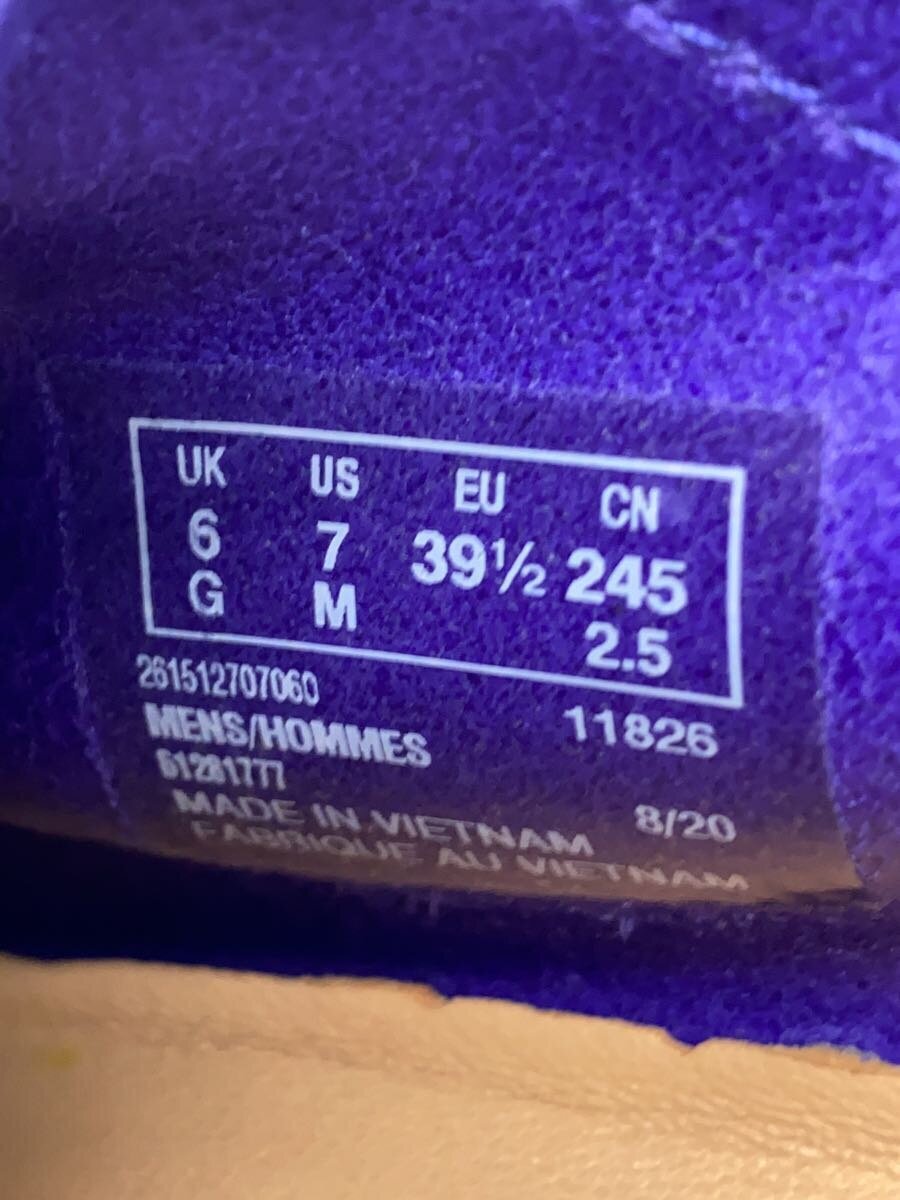 UK US EU CN
6 7 39½ 245
G M 2.5
261512707060
MENS/HOMMES 11826
61281777
MADE IN VIETNAM 8/20
FABRIQUE AU VIETNAM